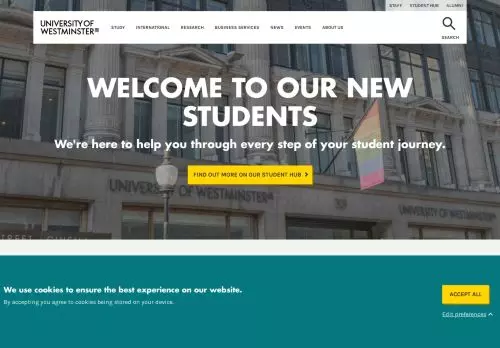 STAFF STUDENT HUB ALUMNI
UNIVERSITY OF
WESTMINSTER
STUDY INTERNATIONAL RESEARCH BUSINESS SERVICES NEWS EVENTS ABOUT US
SEARCH
WELCOME TO OUR NEW
STUDENTS
We're here to help you through every step of your student journey.
FIND OUT MORE ON OUR STUDENT HUB
UNIVERSITY OF WESTMINSTER
309
UNIVERSITY OF WESTMINSTER
STREET CINEMA
We use cookies to ensure the best experience on our website.
By accepting you agree to cookies being stored on your device.
ACCEPT ALL
Edit preferences